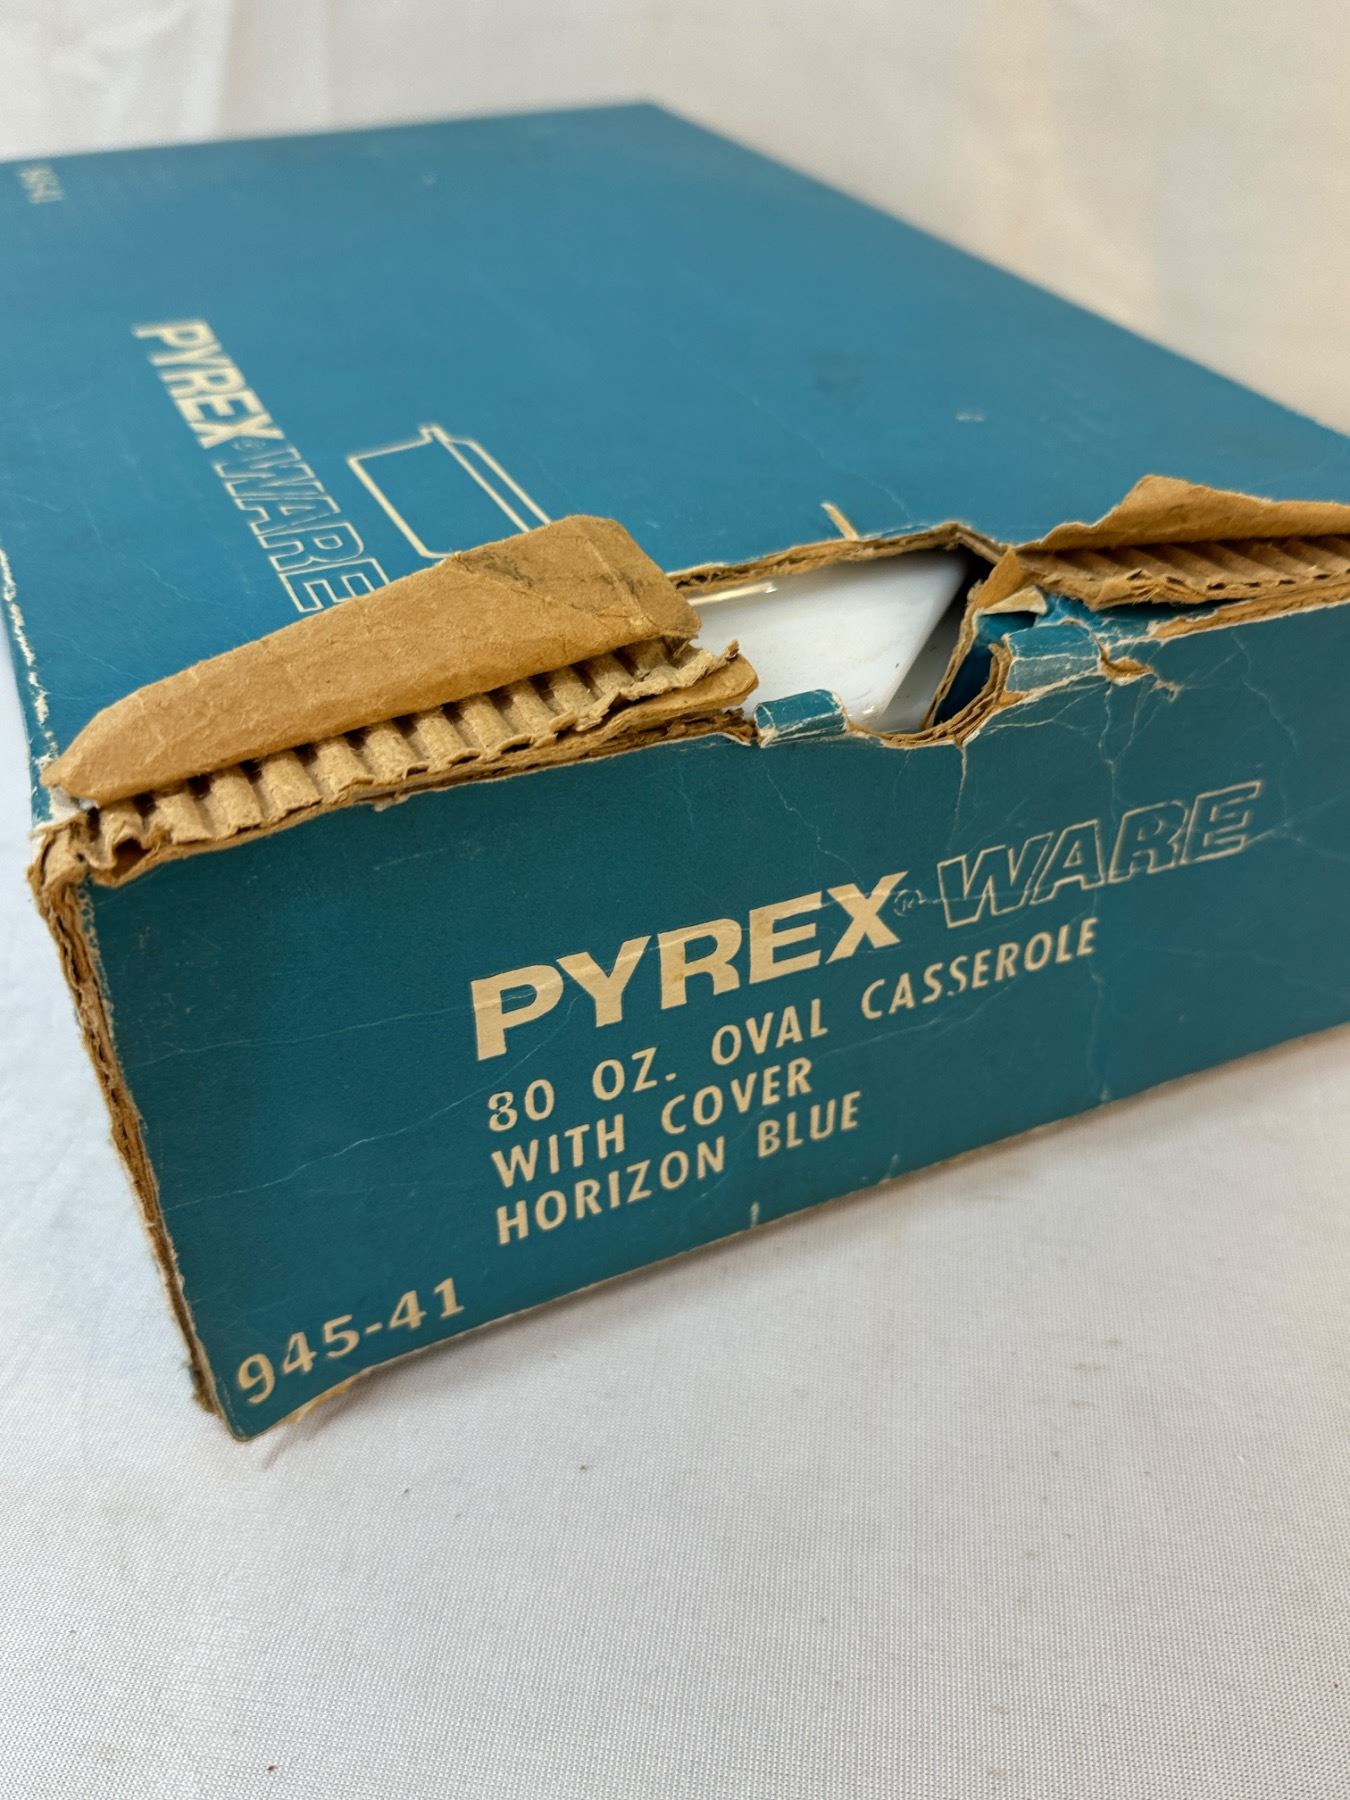 PYREX® WARE
PYREX® WARE
80 OZ. OVAL CASSEROLE
WITH COVER
HORIZON BLUE
945-41